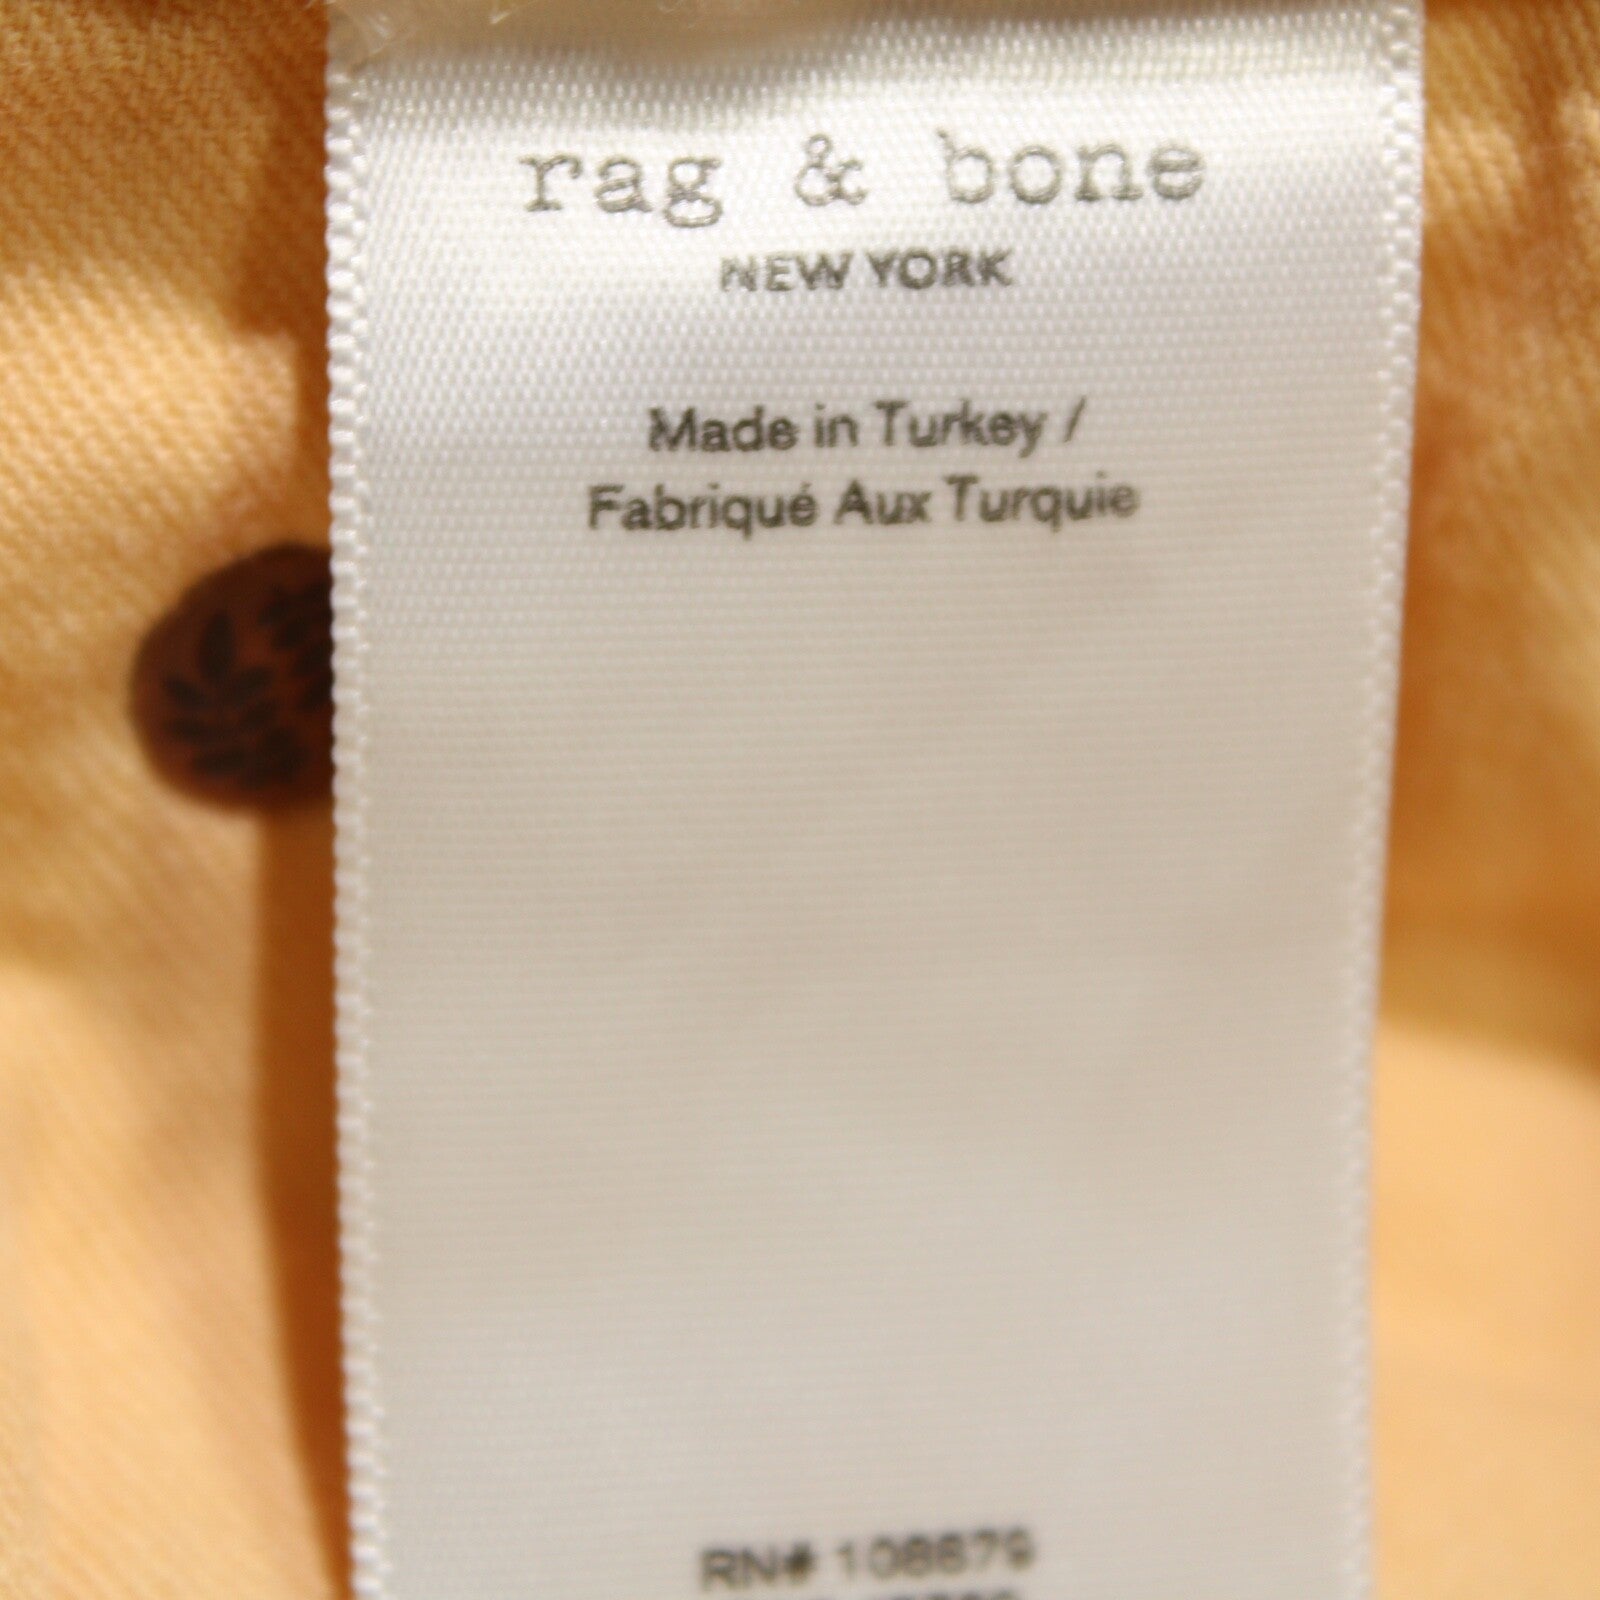 rag & bone
NEW YORK
Made in Turkey /
Fabriqué Aux Turquie
RN# 108679